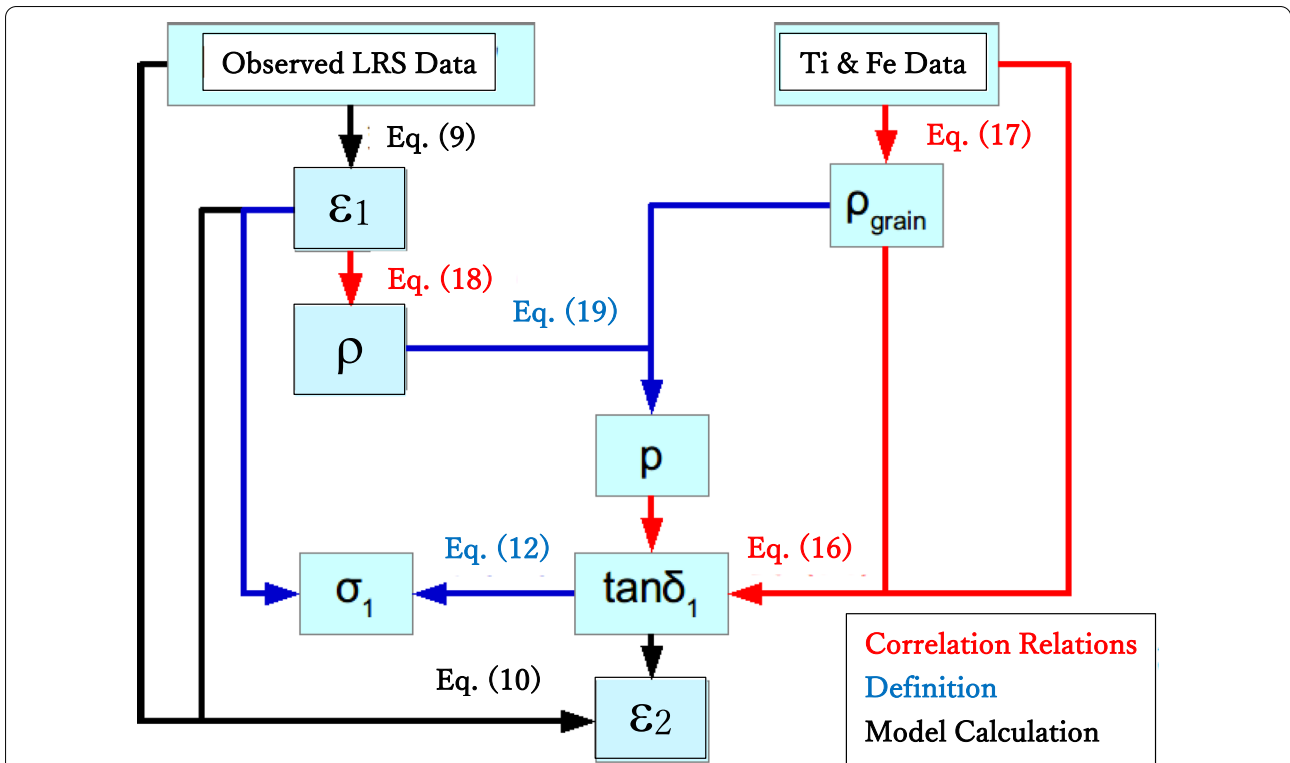 Observed LRS Data
Ti & Fe Data
Eq. (9)
Eq. (17)
ε1
ρgrain
Eq. (18)
Eq. (19)
ρ
p
Eq. (12)
Eq. (16)
σ1
tanδ1
Correlation Relations
Definition
Model Calculation
Eq. (10)
ε2